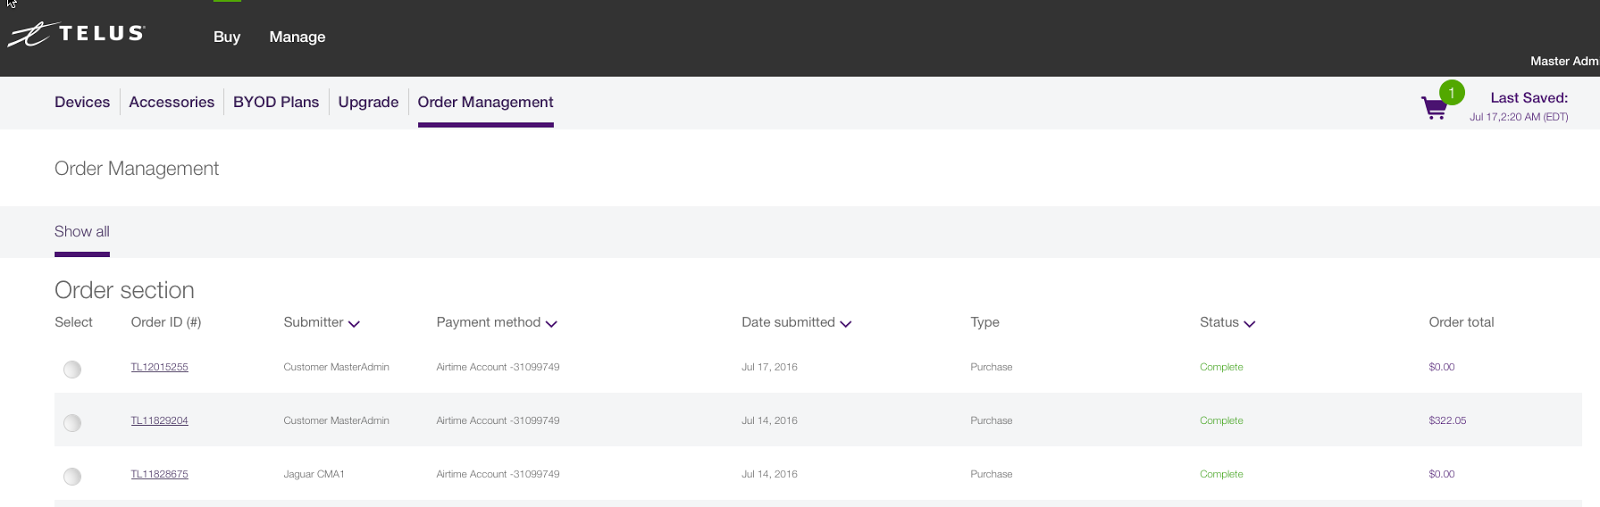 TELUS
Buy Manage
Master Adm
Devices Accessories BYOD Plans Upgrade Order Management
1
Last Saved:
Jul 17,2:20 AM (EDT)
Order Management
Show all
Order section
Select Order ID (#) Submitter Payment method Date submitted Type Status Order total
TL12015255 Customer MasterAdmin Airtime Account -31099749 Jul 17, 2016 Purchase Complete $0.00
TL11829204 Customer MasterAdmin Airtime Account -31099749 Jul 14, 2016 Purchase Complete $322.05
TL11828675 Jaguar CMA1 Airtime Account -31099749 Jul 14, 2016 Purchase Complete $0.00